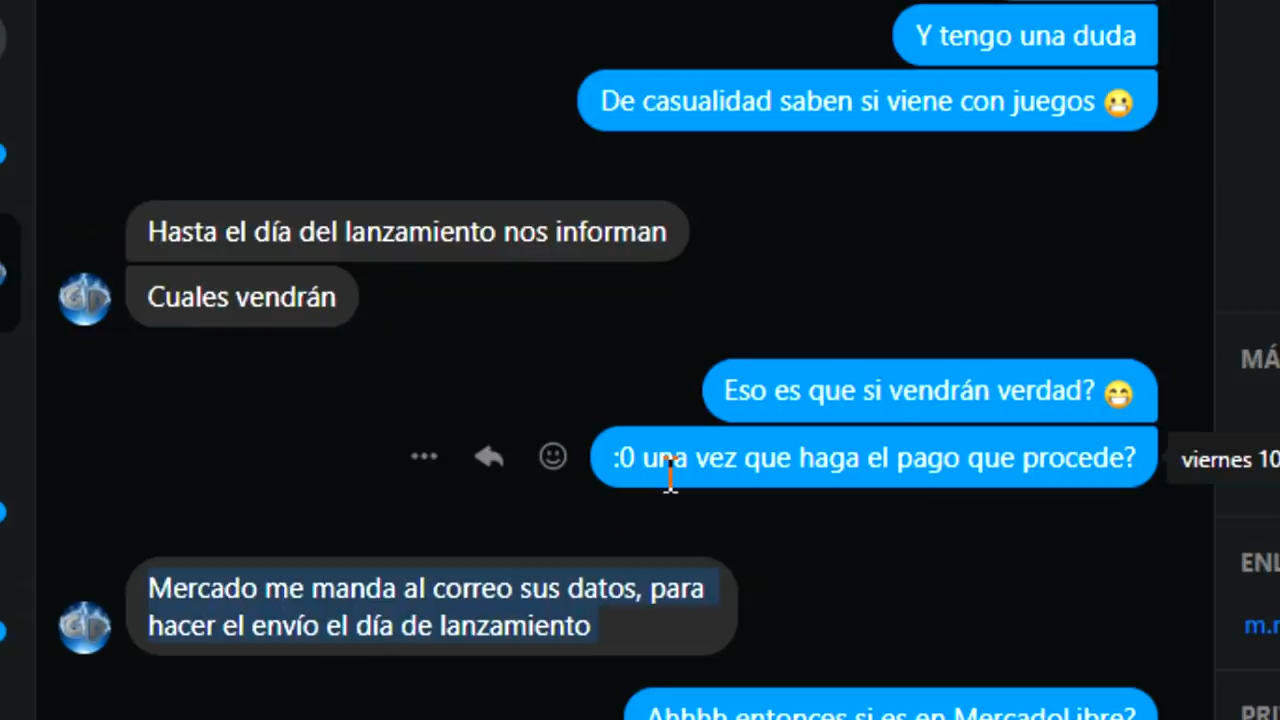 Y tengo una duda
De casualidad saben si viene con juegos 😬
Hasta el día del lanzamiento nos informan
Cuales vendrán
Eso es que si vendrán verdad? 😁
:0 una vez que haga el pago que procede?
viernes 10
Mercado me manda al correo sus datos, para
hacer el envío el día de lanzamiento
Ahhhh entonces si es en MercadoLibre?
MÁ
ENL
m.r
PRI